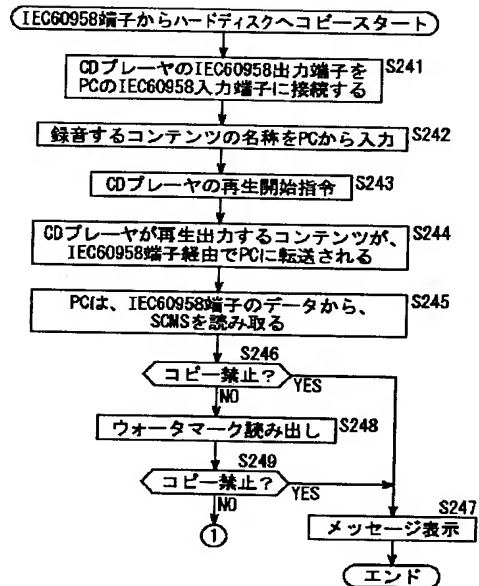 IEC60958端子からハードディスクへコピースタート
S241
CDプレーヤのIEC60958出力端子を
PCのIEC60958入力端子に接続する
録音するコンテンツの名称をPCから入力
S242
CDプレーヤの再生開始指令
S243
CDプレーヤが再生出力するコンテンツが、
IEC60958端子経由でPCに転送される
S244
PCは、IEC60958端子のデータから、
SCMSを読み取る
S245
S246
コピー禁止?
YES
NO
ウォータマーク読み出し
S248
S249
コピー禁止?
YES
NO
①
S247
メッセージ表示
エンド